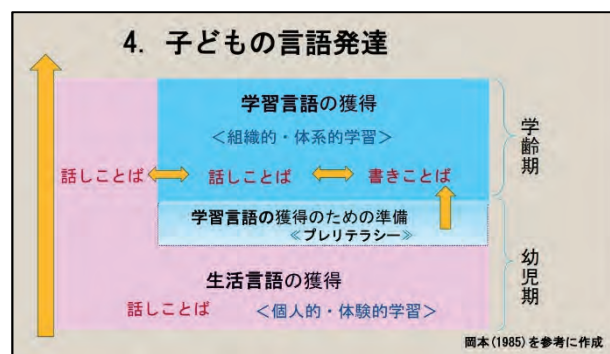 4. 子どもの言語発達
学習言語の獲得
＜組織的・体系的学習＞
話しことば 話しことば 書きことば
学習言語の獲得のための準備
≪プレリテラシー≫
生活言語の獲得
話しことば ＜個人的・体験的学習＞
学齢期
幼児期
岡本(1985)を参考に作成